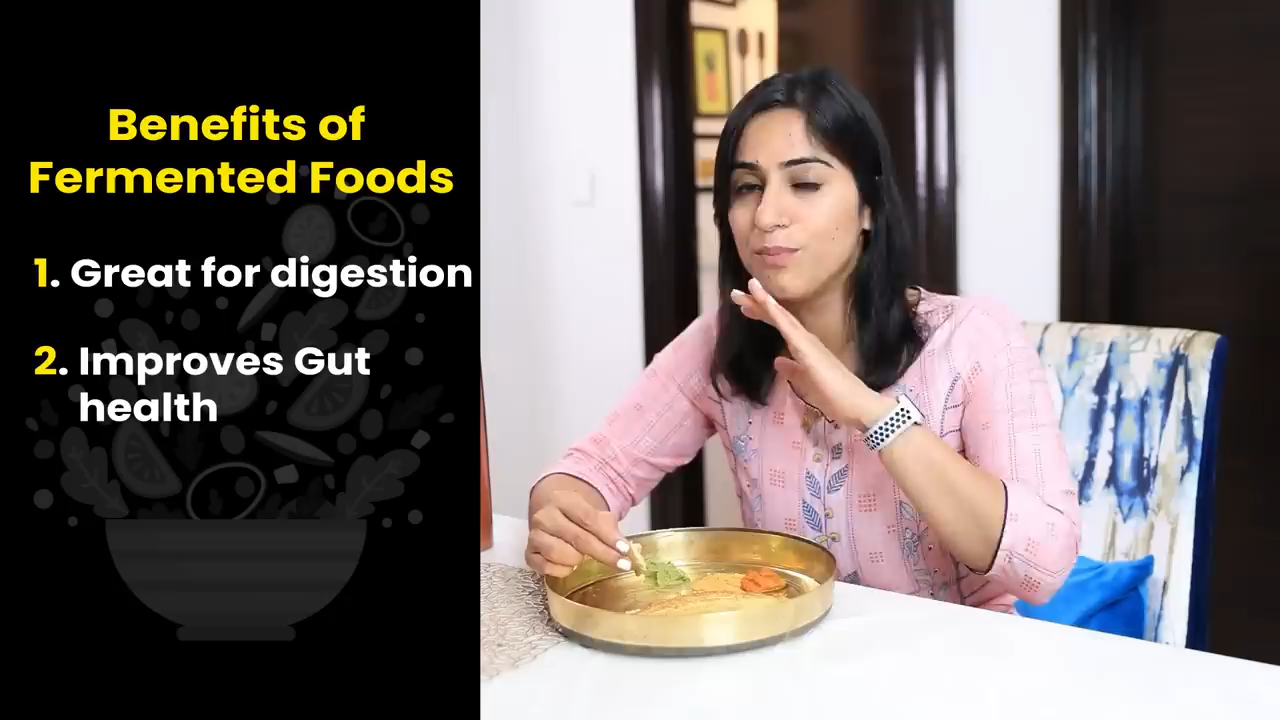 Benefits of
Fermented Foods
1. Great for digestion
2. Improves Gut
health